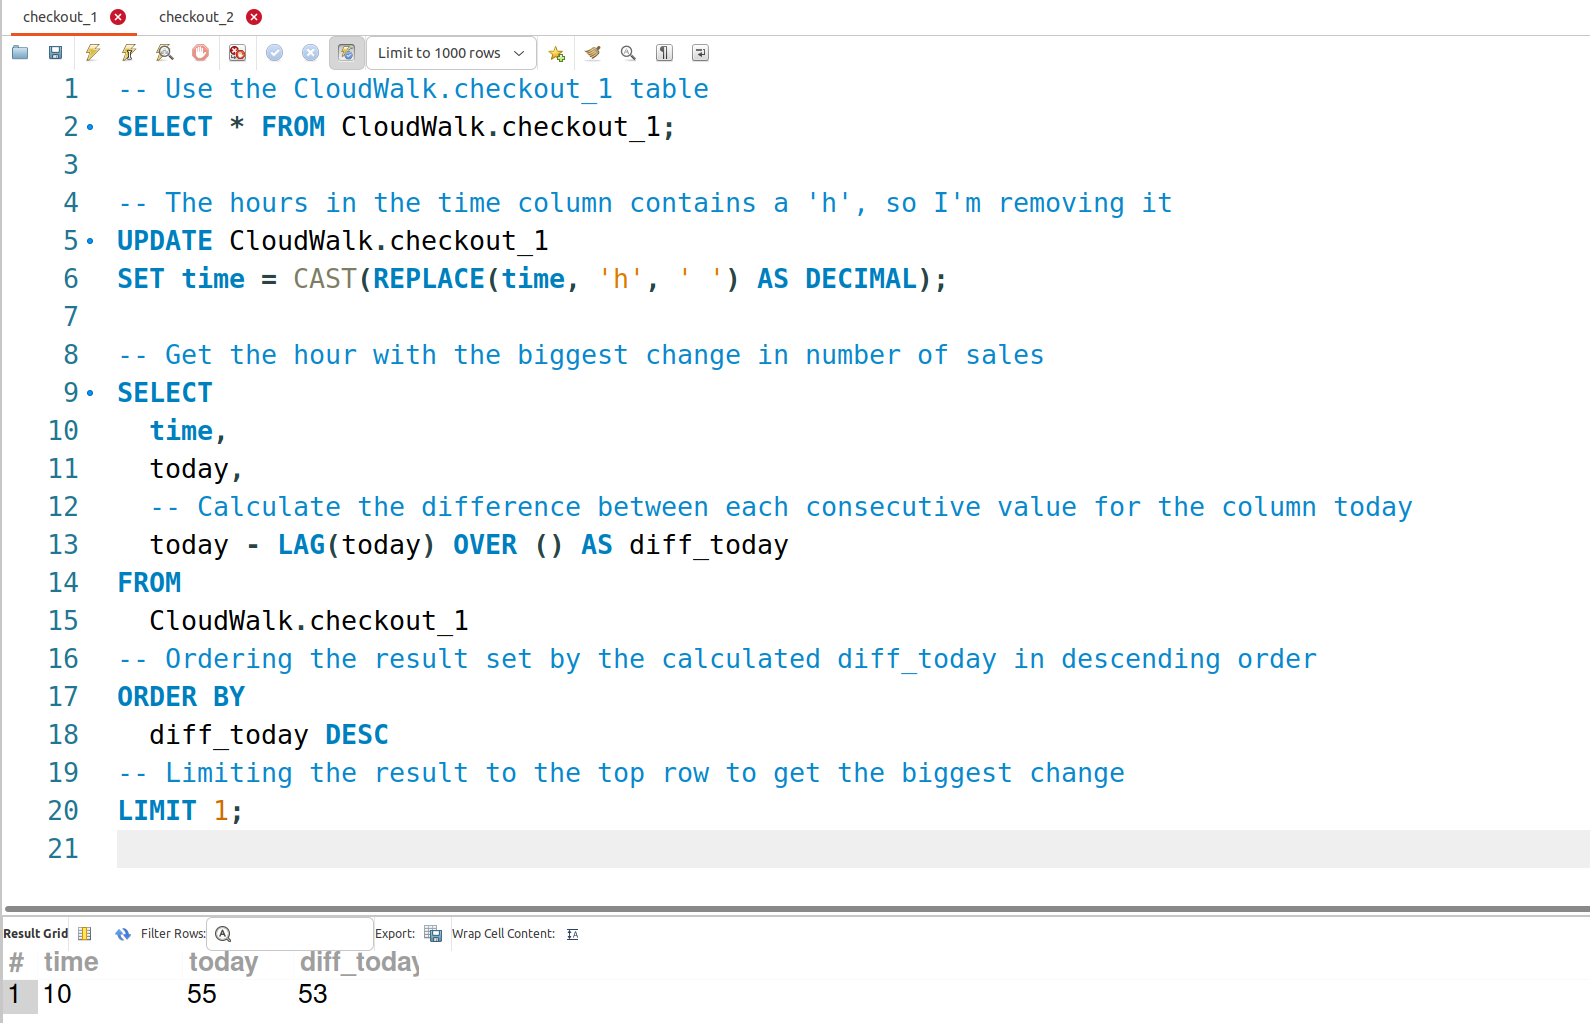 checkout_1 checkout_2
Limit to 1000 rows
1 -- Use the CloudWalk.checkout_1 table
2 SELECT * FROM CloudWalk.checkout_1;
3
4 -- The hours in the time column contains a 'h', so I'm removing it
5 UPDATE CloudWalk.checkout_1
6 SET time = CAST(REPLACE(time, 'h', ' ') AS DECIMAL);
7
8 -- Get the hour with the biggest change in number of sales
9 SELECT
10 time,
11 today,
12 -- Calculate the difference between each consecutive value for the column today
13 today - LAG(today) OVER () AS diff_today
14 FROM
15 CloudWalk.checkout_1
16 -- Ordering the result set by the calculated diff_today in descending order
17 ORDER BY
18 diff_today DESC
19 -- Limiting the result to the top row to get the biggest change
20 LIMIT 1;
21
Result Grid Filter Rows: Export: Wrap Cell Content:
# time today diff_today
1 10 55 53